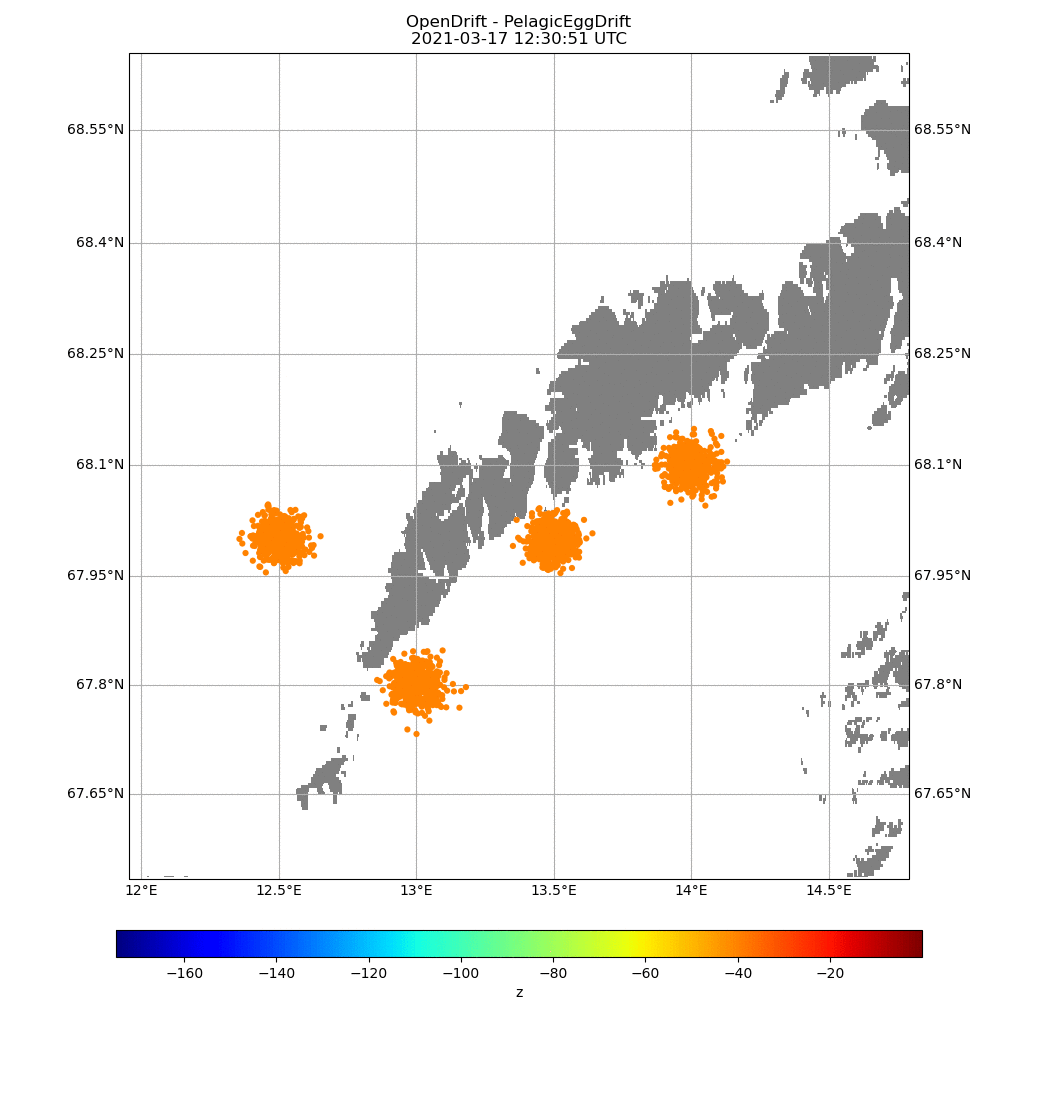 OpenDrift - PelagicEggDrift
2021-03-17 12:30:51 UTC
68.55°N 68.55°N
68.4°N 68.4°N
68.25°N 68.25°N
68.1°N 68.1°N
67.95°N 67.95°N
67.8°N 67.8°N
67.65°N 67.65°N
12°E 12.5°E 13°E 13.5°E 14°E 14.5°E
−160 −140 −120 −100 −80 −60 −40 −20
z